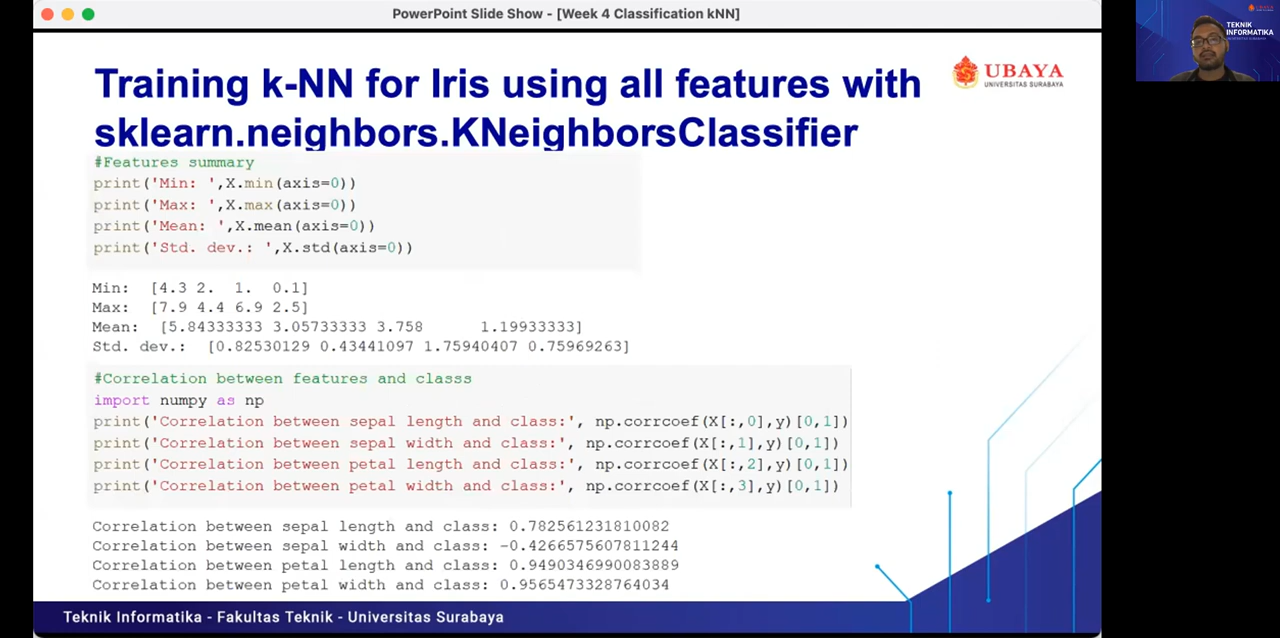 PowerPoint Slide Show - [Week 4 Classification kNN]
TEKNIK
INFORMATIKA
UBAYA
UNIVERSITAS SURABAYA
Training k-NN for Iris using all features with
sklearn.neighbors.KNeighborsClassifier
#Features summary
print('Min: ',X.min(axis=0))
print('Max: ',X.max(axis=0))
print('Mean: ',X.mean(axis=0))
print('Std. dev.: ',X.std(axis=0))
Min:  [4.3 2.  1.  0.1]
Max:  [7.9 4.4 6.9 2.5]
Mean:  [5.84333333 3.05733333 3.758      1.19933333]
Std. dev.:  [0.82530129 0.43441097 1.75940407 0.75969263]
#Correlation between features and classs
import numpy as np
print('Correlation between sepal length and class:', np.corrcoef(X[:,0],y)[0,1])
print('Correlation between sepal width and class:', np.corrcoef(X[:,1],y)[0,1])
print('Correlation between petal length and class:', np.corrcoef(X[:,2],y)[0,1])
print('Correlation between petal width and class:', np.corrcoef(X[:,3],y)[0,1])
Correlation between sepal length and class: 0.782561231810082
Correlation between sepal width and class: -0.4266575607811244
Correlation between petal length and class: 0.9490346990083889
Correlation between petal width and class: 0.9565473328764034
Teknik Informatika - Fakultas Teknik - Universitas Surabaya